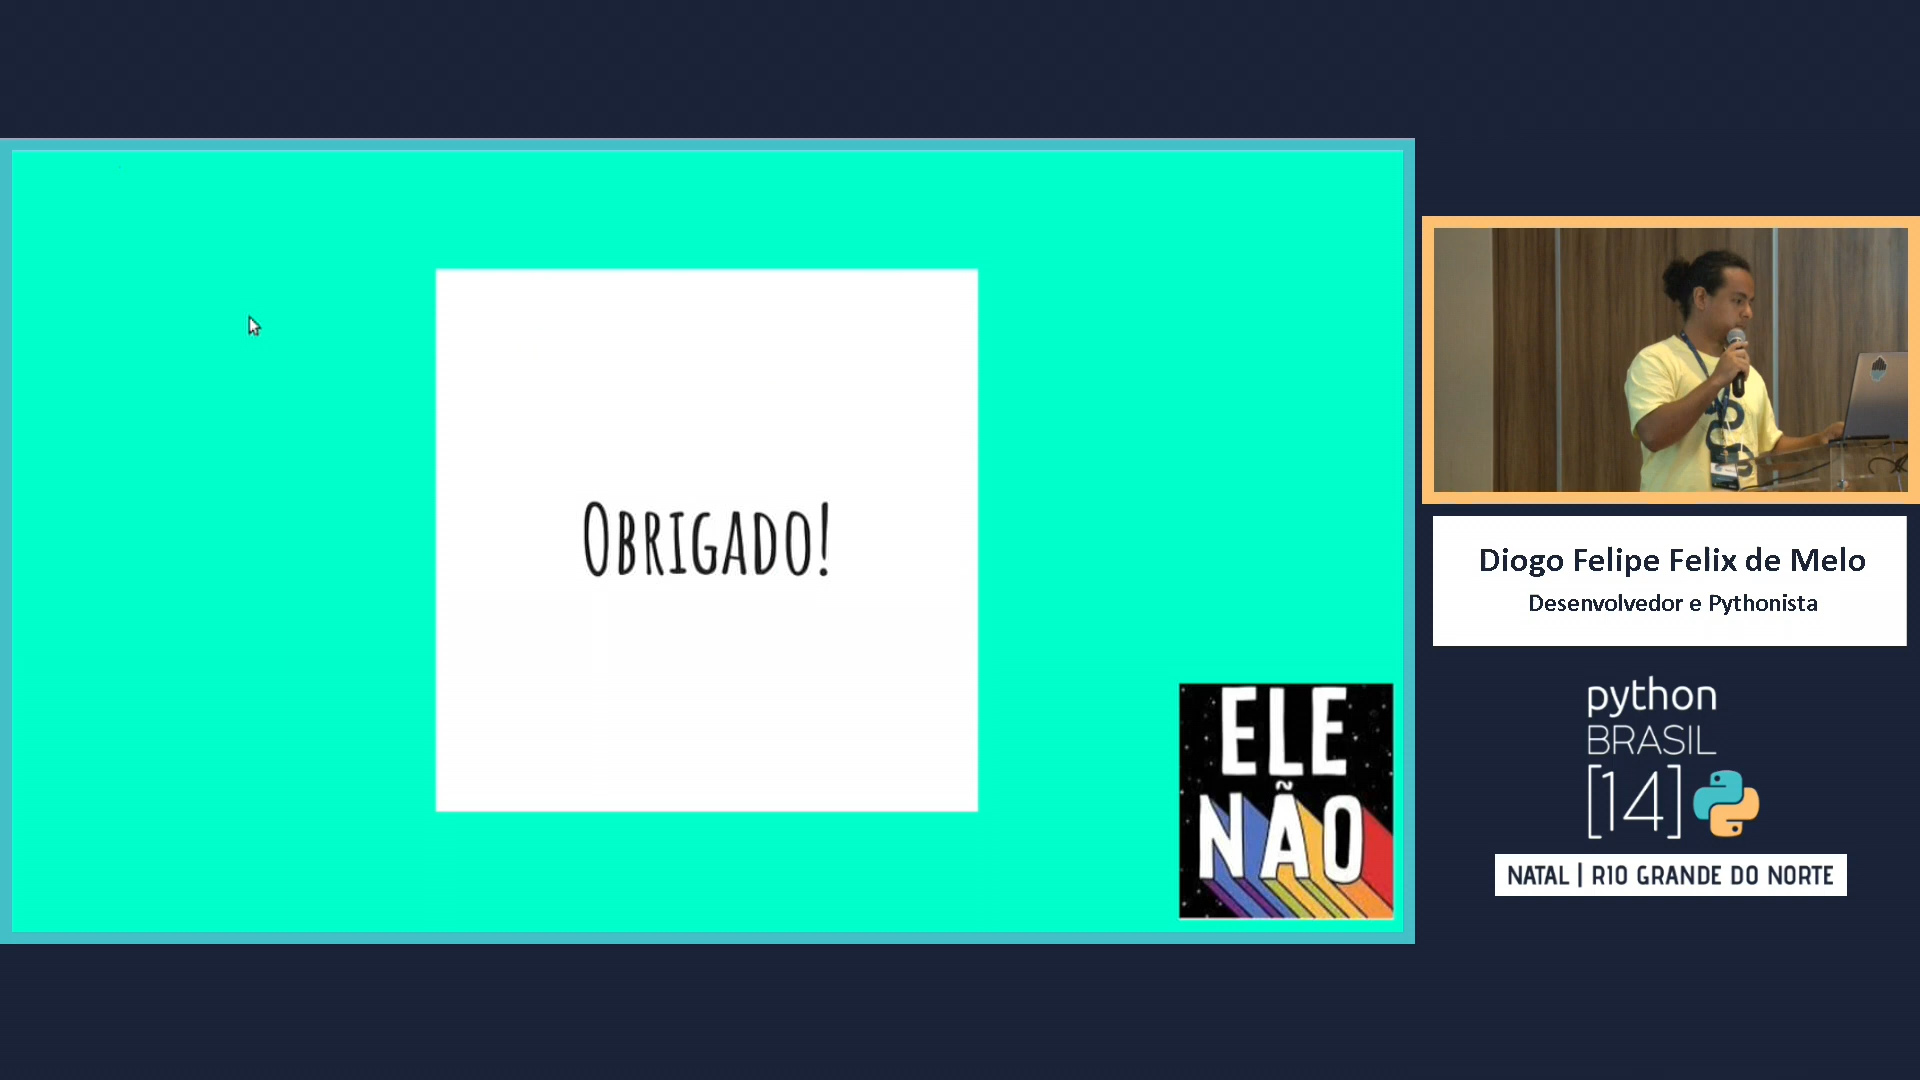 OBRIGADO!
ELE
NÃO
Diogo Felipe Felix de Melo
Desenvolvedor e Pythonista
python
BRASIL
[14]
NATAL | RIO GRANDE DO NORTE